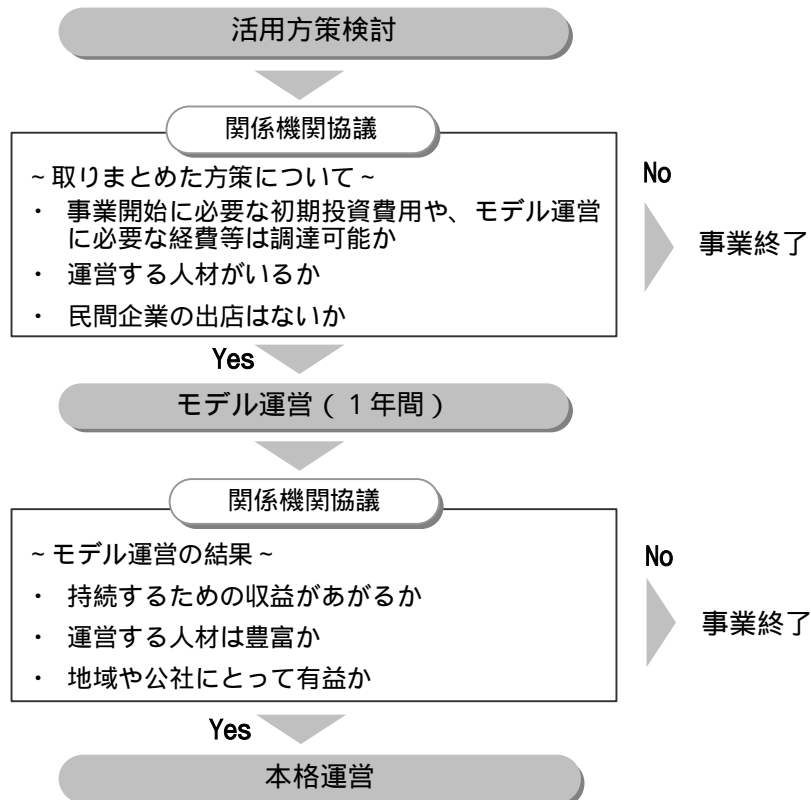 活用方策検討
関係機関協議
~取りまとめた方策について~
・ 事業開始に必要な初期投資費用や、モデル運営
に必要な経費等は調達可能か
・ 運営する人材がいるか
・ 民間企業の出店はないか
No
事業終了
Yes
モデル運営(1年間)
関係機関協議
~モデル運営の結果~
・ 持続するための収益があがるか
・ 運営する人材は豊富か
・ 地域や公社にとって有益か
No
事業終了
Yes
本格運営